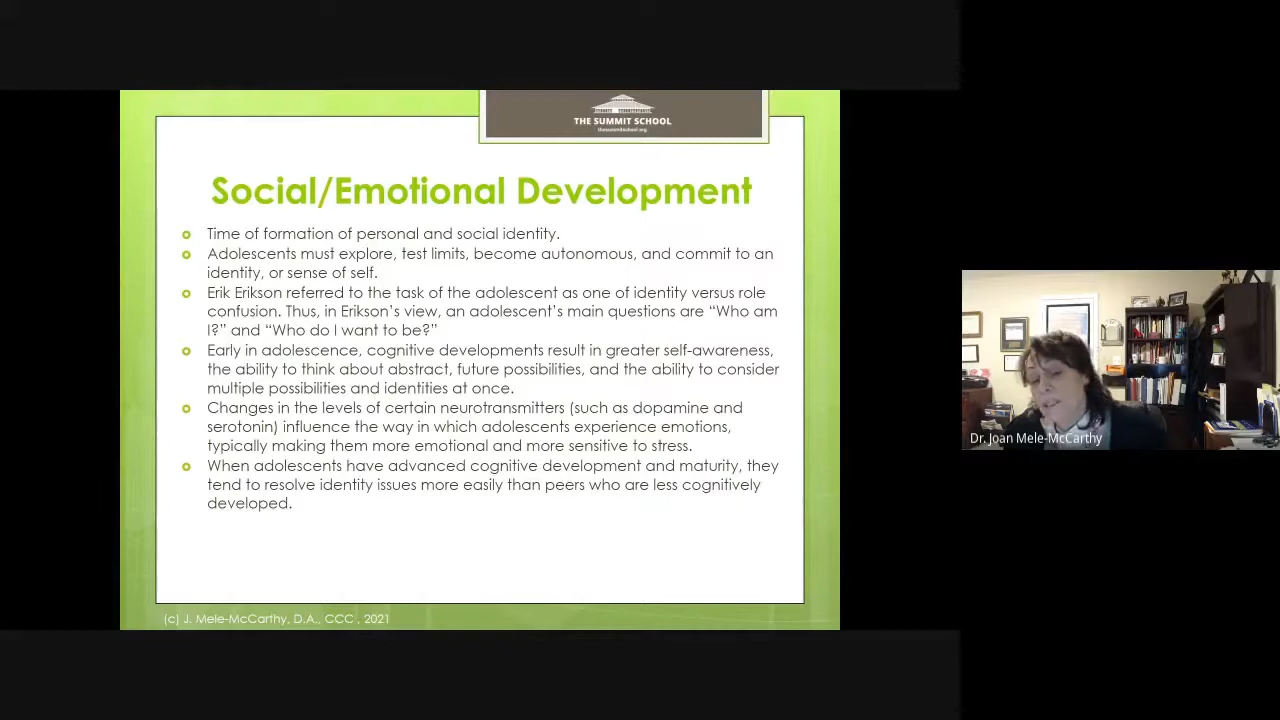 THE SUMMIT SCHOOL
thesummitschool.org
Social/Emotional Development
Time of formation of personal and social identity.
Adolescents must explore, test limits, become autonomous, and commit to an
identity, or sense of self.
Erik Erikson referred to the task of the adolescent as one of identity versus role
confusion. Thus, in Erikson’s view, an adolescent’s main questions are “Who am
I?” and “Who do I want to be?”
Early in adolescence, cognitive developments result in greater self-awareness,
the ability to think about abstract, future possibilities, and the ability to consider
multiple possibilities and identities at once.
Changes in the levels of certain neurotransmitters (such as dopamine and
serotonin) influence the way in which adolescents experience emotions,
typically making them more emotional and more sensitive to stress.
When adolescents have advanced cognitive development and maturity, they
tend to resolve identity issues more easily than peers who are less cognitively
developed.
(c) J. Mele-McCarthy, D.A., CCC , 2021
Dr. Joan Mele-McCarthy